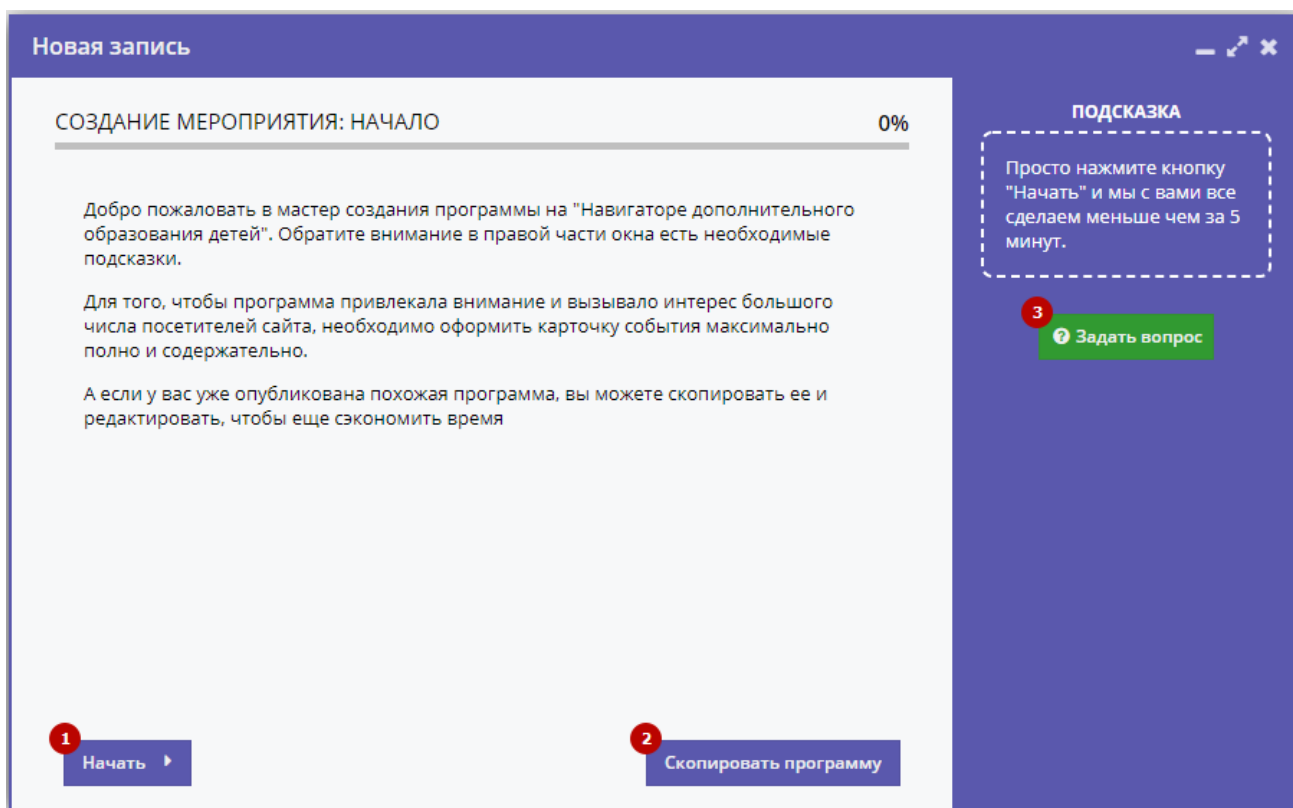 Новая запись
СОЗДАНИЕ МЕРОПРИЯТИЯ: НАЧАЛО
0%
Добро пожаловать в мастер создания программы на "Навигаторе дополнительного
образования детей". Обратите внимание в правой части окна есть необходимые
подсказки.
Для того, чтобы программа привлекала внимание и вызывало интерес большого
числа посетителей сайта, необходимо оформить карточку события максимально
полно и содержательно.
А если у вас уже опубликована похожая программа, вы можете скопировать ее и
редактировать, чтобы еще сэкономить время
1
Начать
2
Скопировать программу
ПОДСКАЗКА
Просто нажмите кнопку
"Начать" и мы с вами все
сделаем меньше чем за 5
минут.
3
Задать вопрос